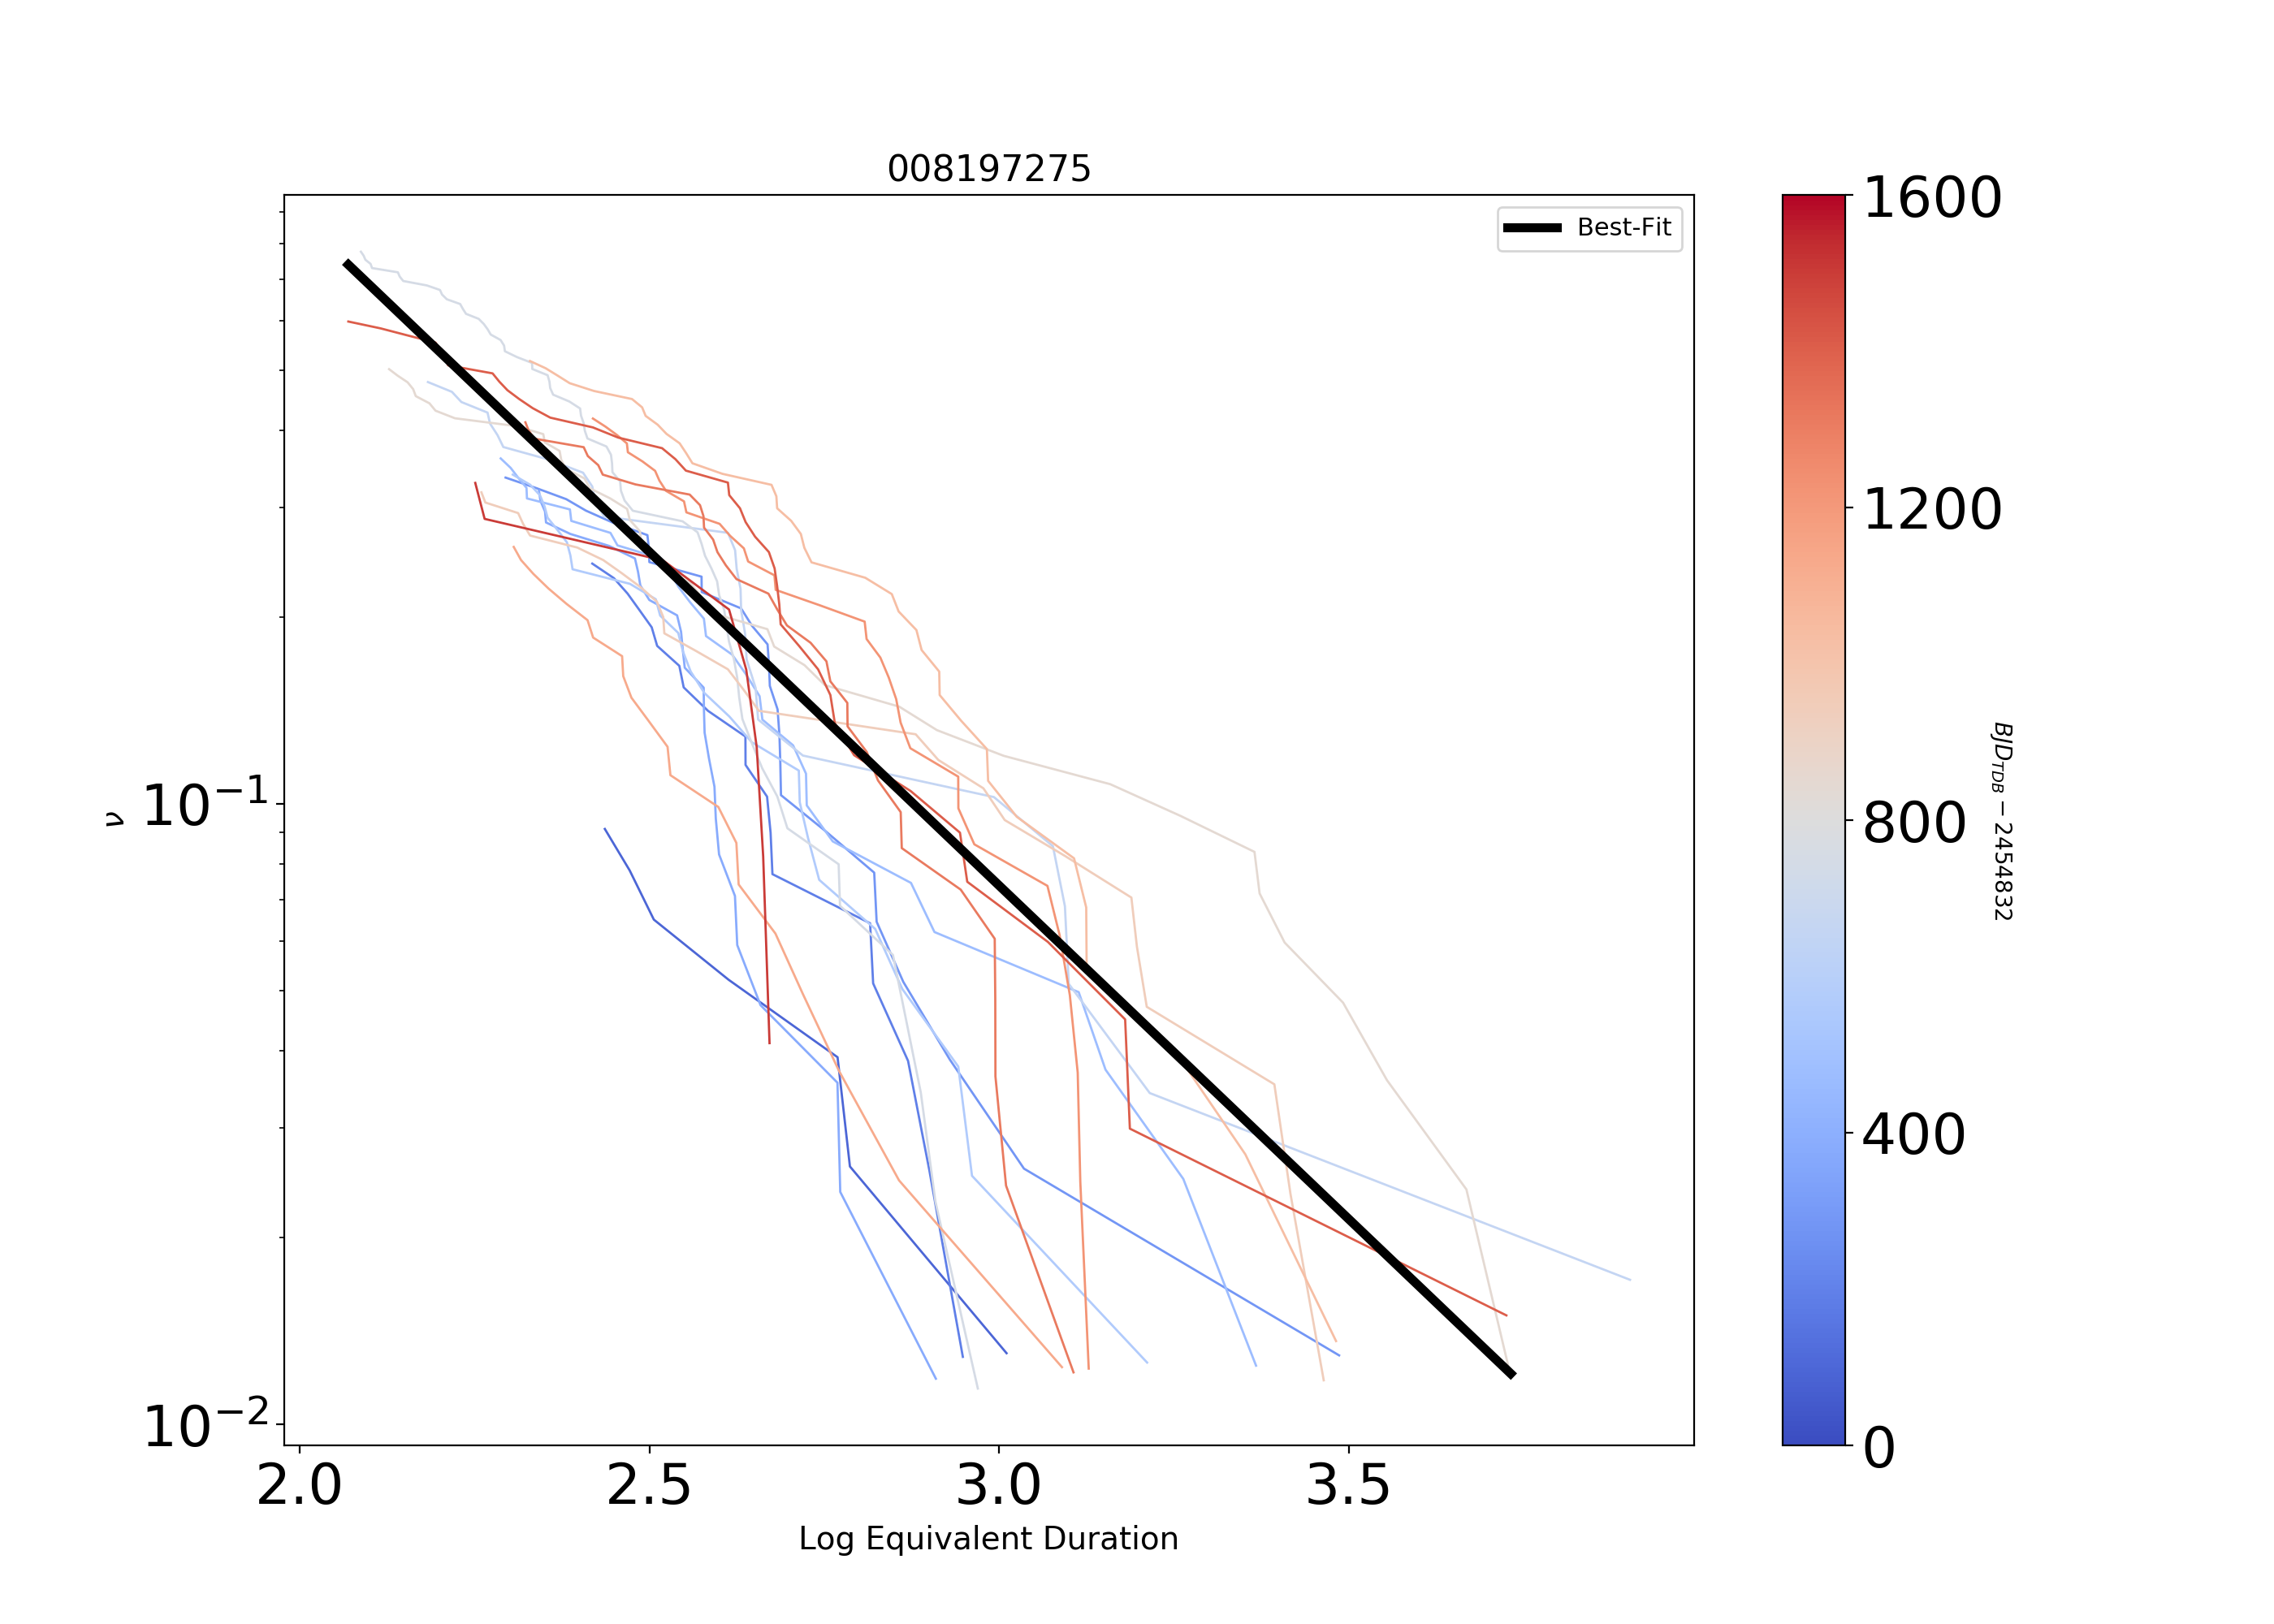 008197275
Best-Fit
ν
10⁻¹
10⁻²
2.0 2.5 3.0 3.5
Log Equivalent Duration
1600
1200
800
400
0
BJD_TDB − 2454832